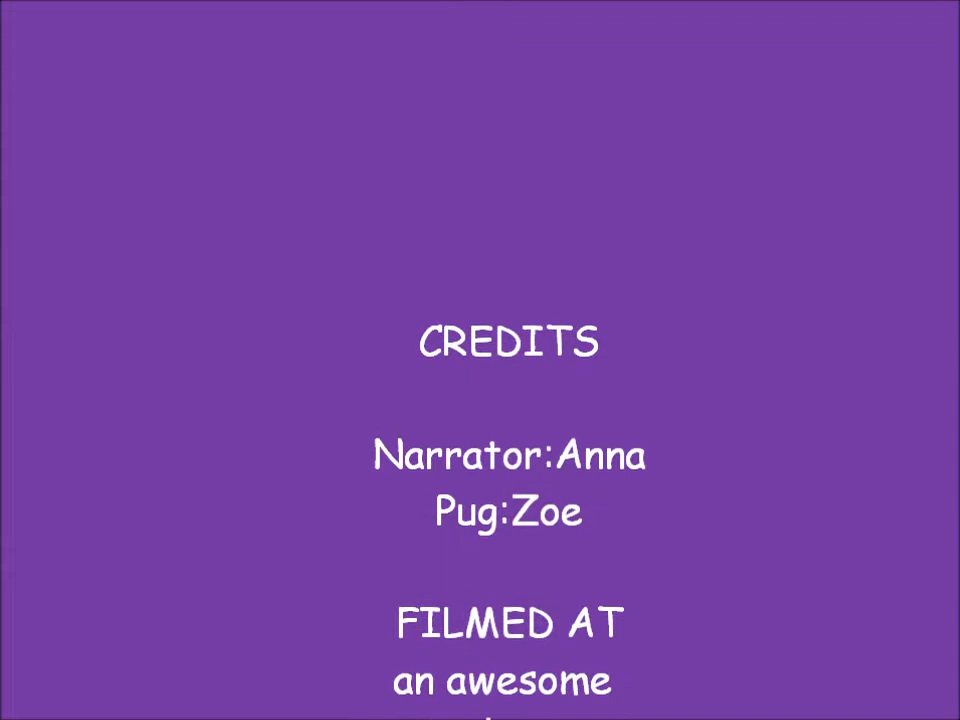 CREDITS
Narrator:Anna
Pug:Zoe
FILMED AT
an awesome